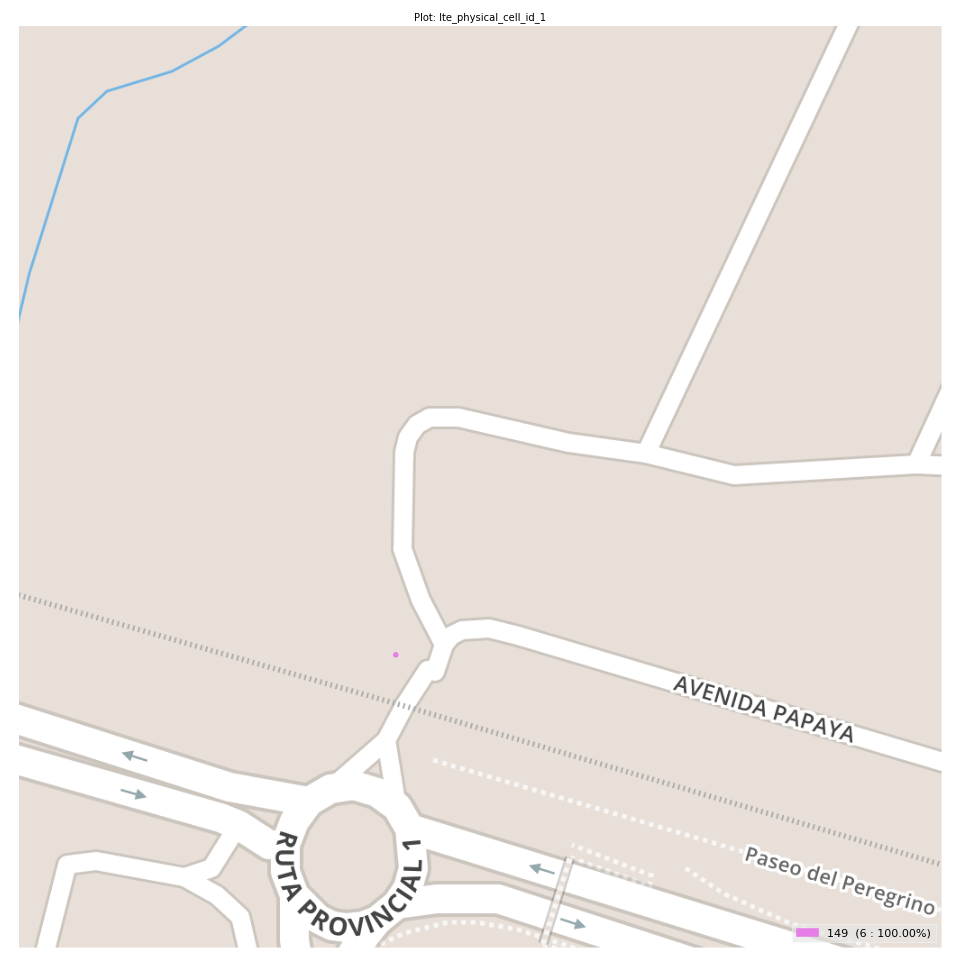 Plot: lte_physical_cell_id_1
AVENIDA PAPAYA
RUTA PROVINCIAL 1
Paseo del Peregrino
149 (6 : 100.00%)